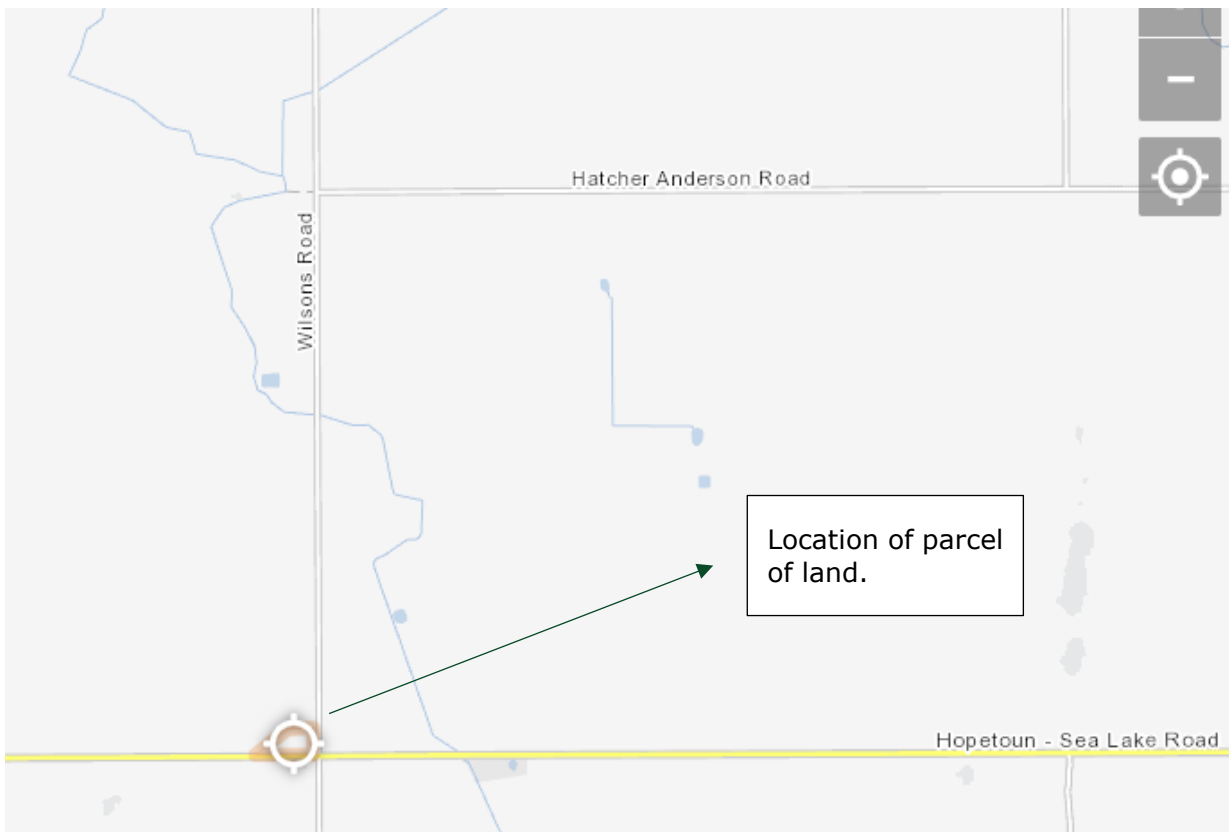 Hatcher Anderson Road
Wilsons Road
Location of parcel
of land.
Hopetoun - Sea Lake Road